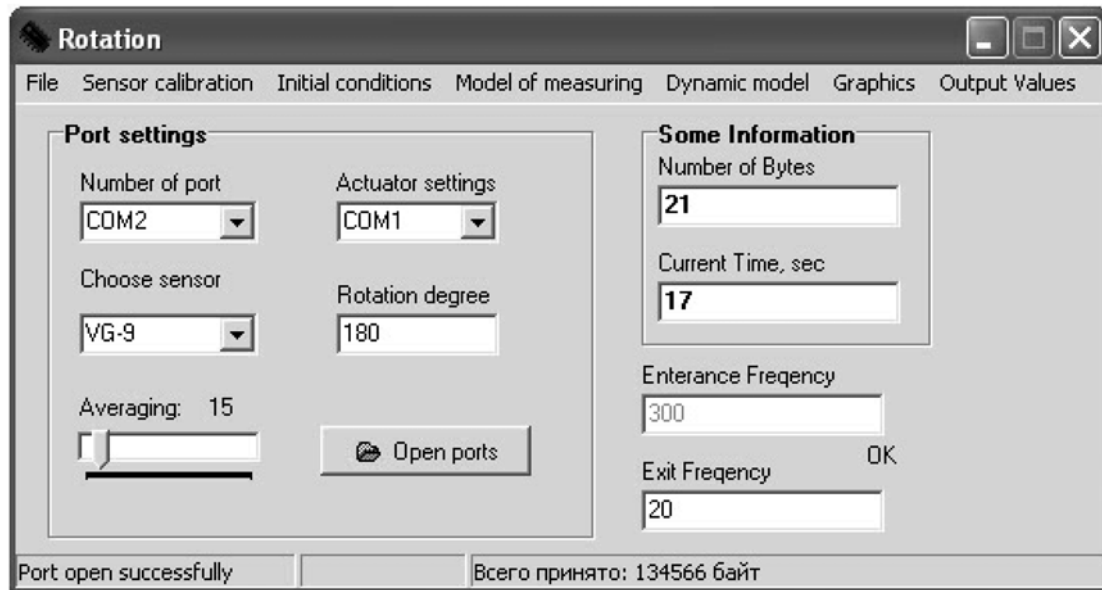 Rotation
File Sensor calibration Initial conditions Model of measuring Dynamic model Graphics Output Values
Port settings
Number of port
COM2
Actuator settings
COM1
Choose sensor
VG-9
Rotation degree
180
Averaging: 15
Open ports
Some Information
Number of Bytes
21
Current Time, sec
17
Enterance Freqency
300
OK
Exit Freqency
20
Port open successfully
Всего принято: 134566 байт